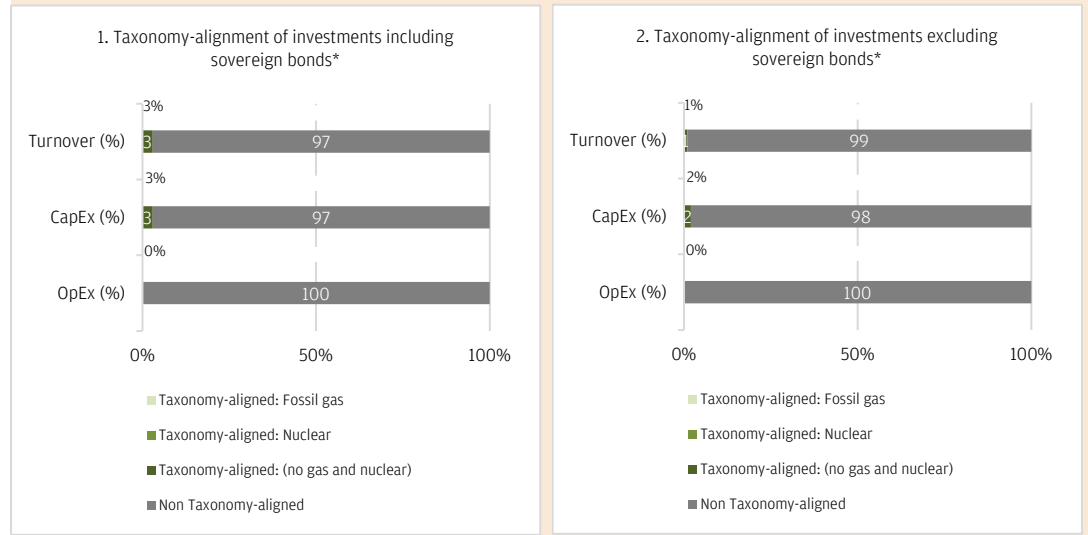 1. Taxonomy-alignment of investments including
sovereign bonds*
3%
Turnover (%)
3
97
3%
CapEx (%)
3
97
0%
OpEx (%)
100
0%
50%
100%
Taxonomy-aligned: Fossil gas
Taxonomy-aligned: Nuclear
Taxonomy-aligned: (no gas and nuclear)
Non Taxonomy-aligned
2. Taxonomy-alignment of investments excluding
sovereign bonds*
1%
Turnover (%)
1
99
2%
CapEx (%)
2
98
0%
OpEx (%)
100
0%
50%
100%
Taxonomy-aligned: Fossil gas
Taxonomy-aligned: Nuclear
Taxonomy-aligned: (no gas and nuclear)
Non Taxonomy-aligned